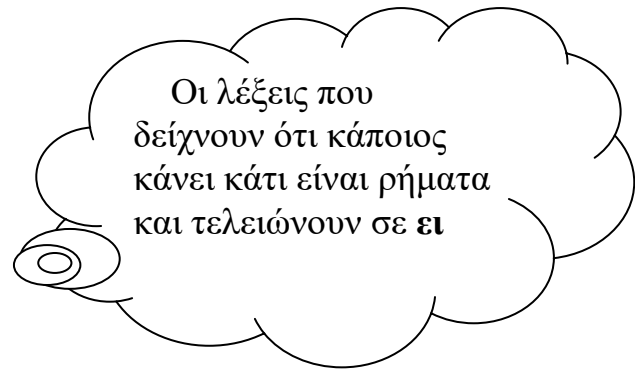 Οι λέξεις που
δείχνουν ότι κάποιος
κάνει κάτι είναι ρήματα
και τελειώνουν σε ει